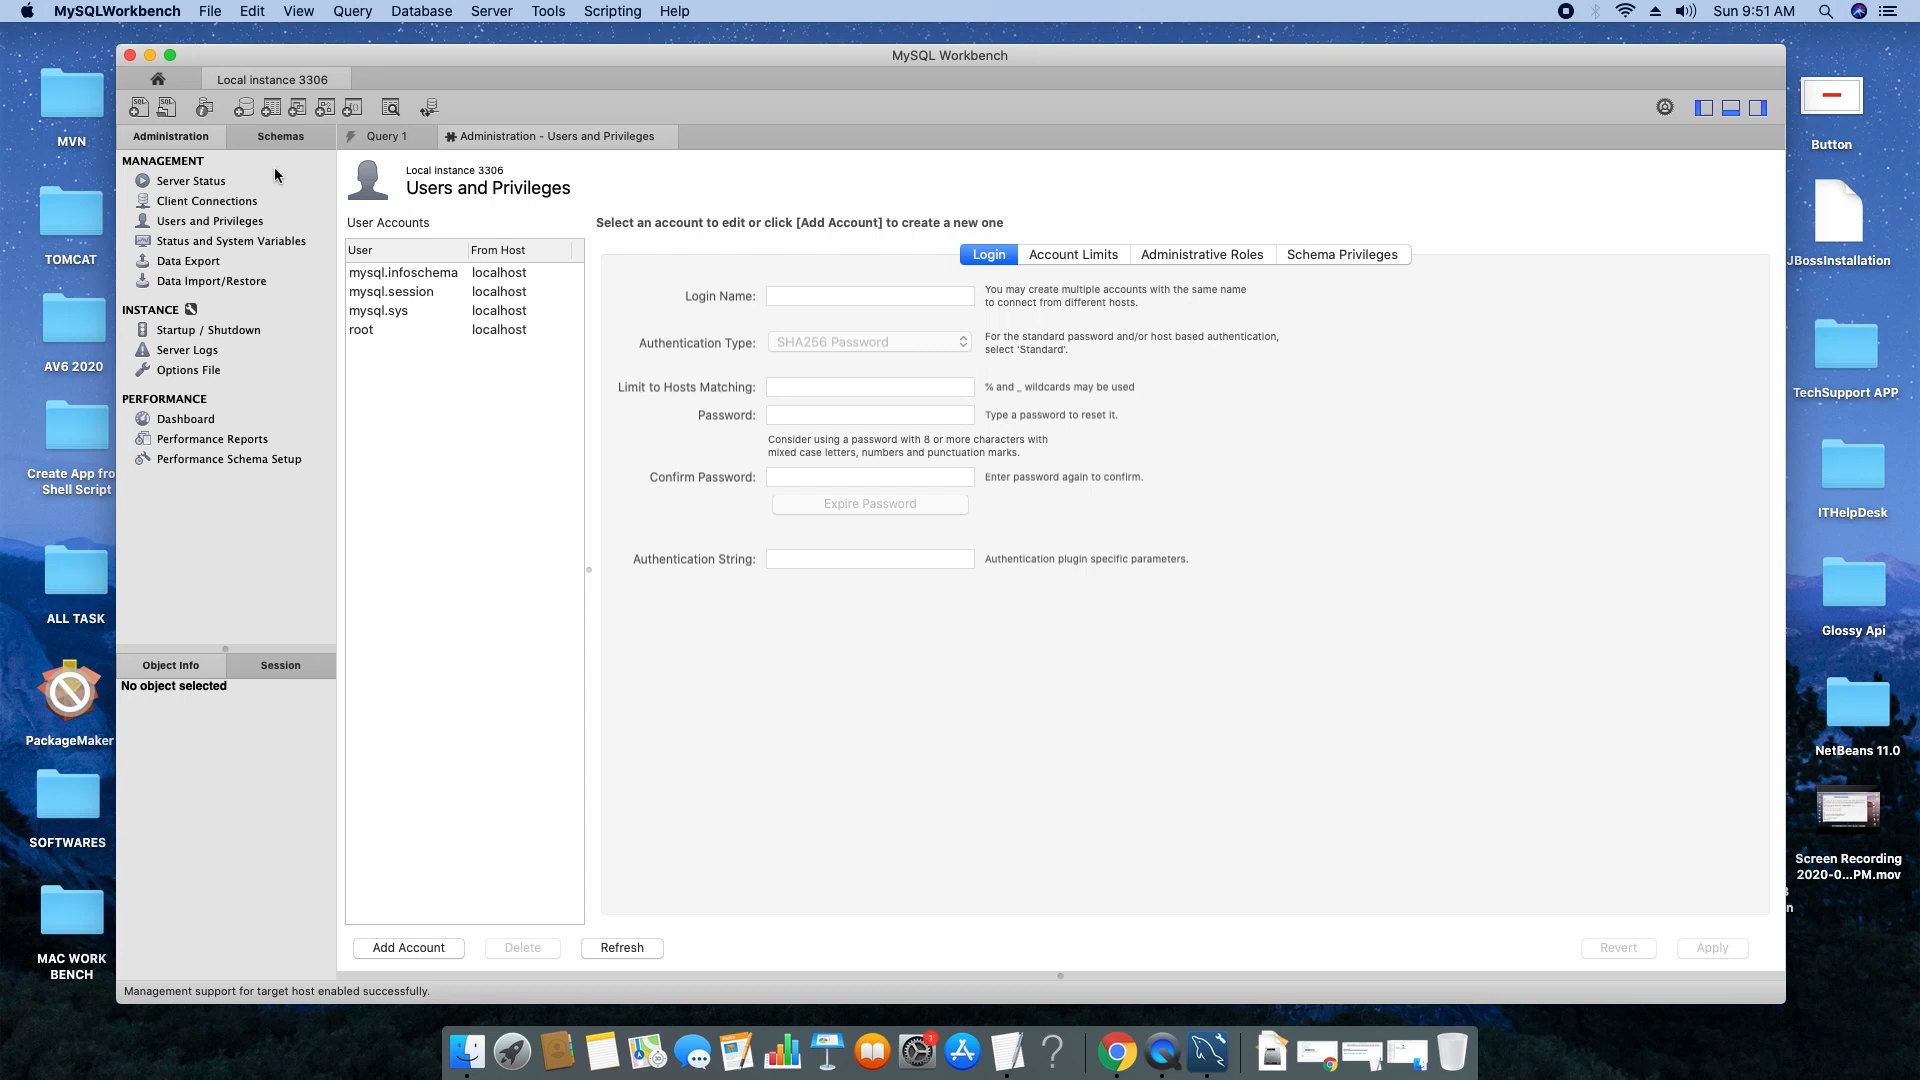 MySQLWorkbench File Edit View Query Database Server Tools Scripting Help
Sun 9:51 AM
MySQL Workbench
Local instance 3306
Administration Schemas
Query 1 Administration - Users and Privileges
MANAGEMENT
Server Status
Client Connections
Users and Privileges
Status and System Variables
Data Export
Data Import/Restore
INSTANCE
Startup / Shutdown
Server Logs
Options File
PERFORMANCE
Dashboard
Performance Reports
Performance Schema Setup
Object Info Session
No object selected
Local instance 3306
Users and Privileges
User Accounts
User From Host
mysql.infoschema localhost
mysql.session localhost
mysql.sys localhost
root localhost
Select an account to edit or click [Add Account] to create a new one
Login Account Limits Administrative Roles Schema Privileges
Login Name:
You may create multiple accounts with the same name
to connect from different hosts.
Authentication Type: SHA256 Password
For the standard password and/or host based authentication,
select 'Standard'.
Limit to Hosts Matching: % and _ wildcards may be used
Password: Type a password to reset it.
Consider using a password with 8 or more characters with
mixed case letters, numbers and punctuation marks.
Confirm Password: Enter password again to confirm.
Expire Password
Authentication String: Authentication plugin specific parameters.
Add Account Delete Refresh Revert Apply
Management support for target host enabled successfully.
MVN
TOMCAT
AV6 2020
Create App fro
Shell Script
ALL TASK
PackageMaker
SOFTWARES
MAC WORK
BENCH
Button
JBossInstallation
TechSupport APP
ITHelpDesk
Glossy Api
NetBeans 11.0
Screen Recording
2020-0...PM.mov
1